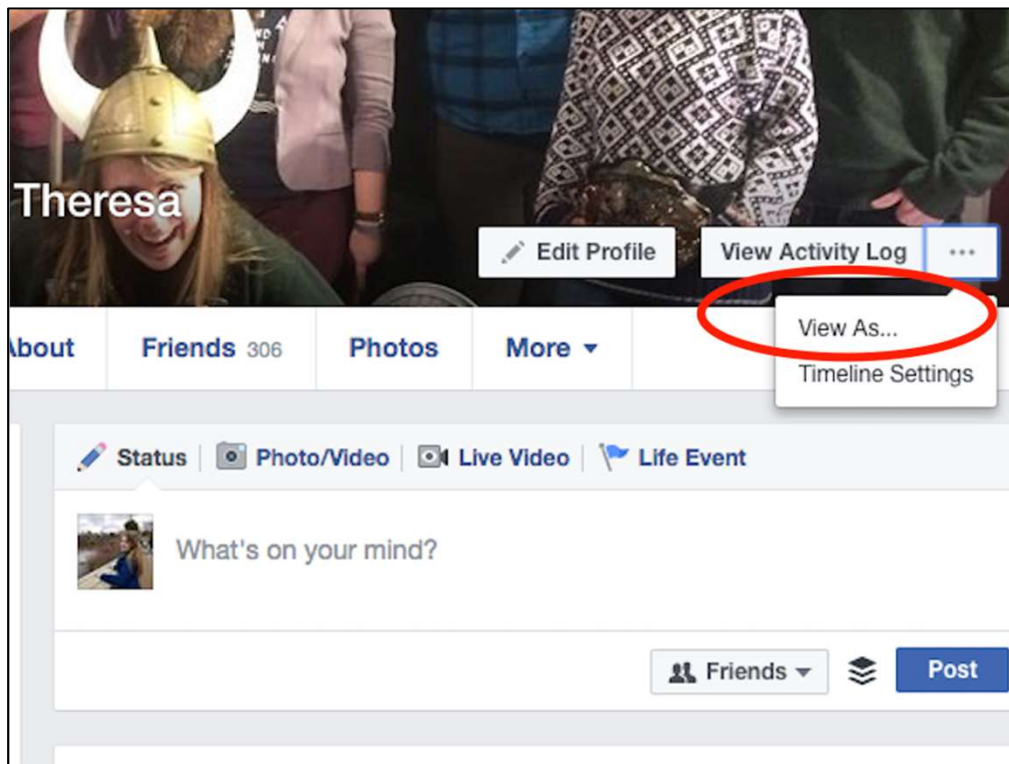 Theresa
Edit Profile
View Activity Log
...
View As...
Timeline Settings
About
Friends 306
Photos
More
Status
Photo/Video
Live Video
Life Event
What's on your mind?
Friends
Post